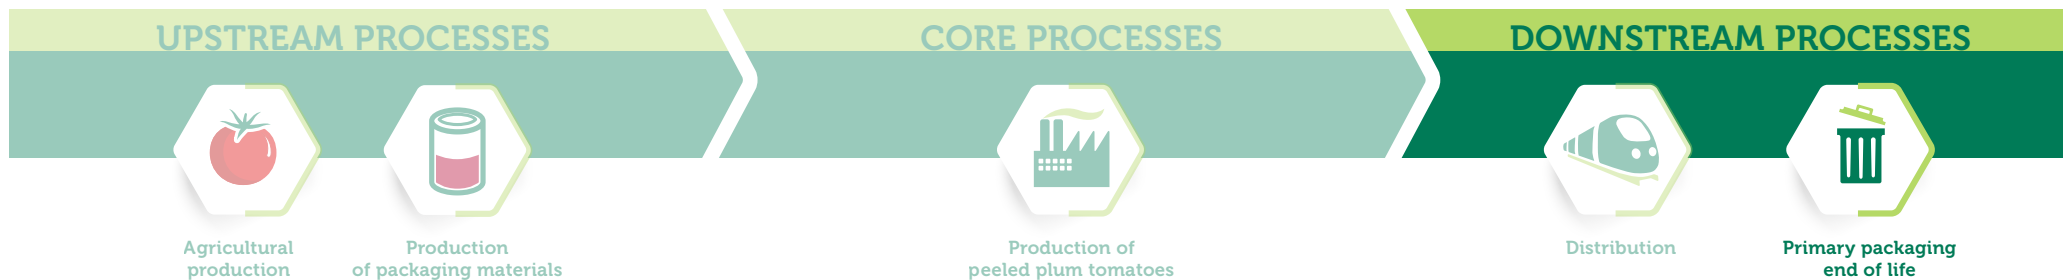 UPSTREAM PROCESSES
CORE PROCESSES
DOWNSTREAM PROCESSES
Agricultural
production
Production
of packaging materials
Production of
peeled plum tomatoes
Distribution
Primary packaging
end of life